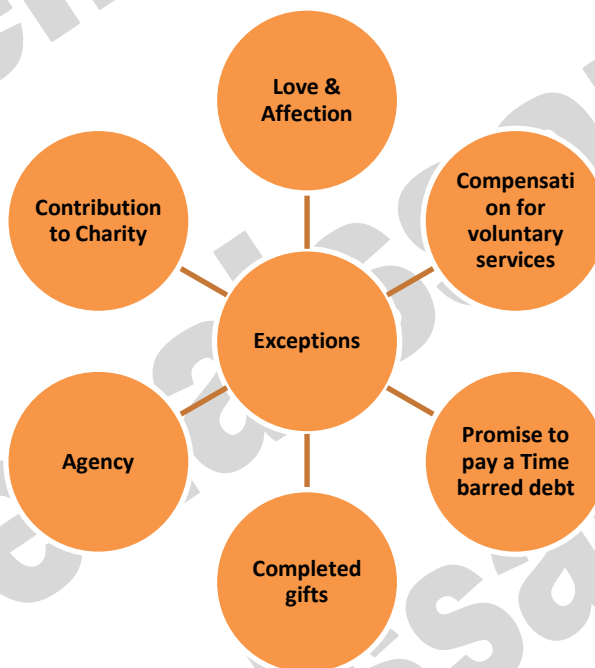 Love &
Affection
Compensati
on for
voluntary
services
Promise to
pay a Time
barred debt
Completed
gifts
Agency
Contribution
to Charity
Exceptions